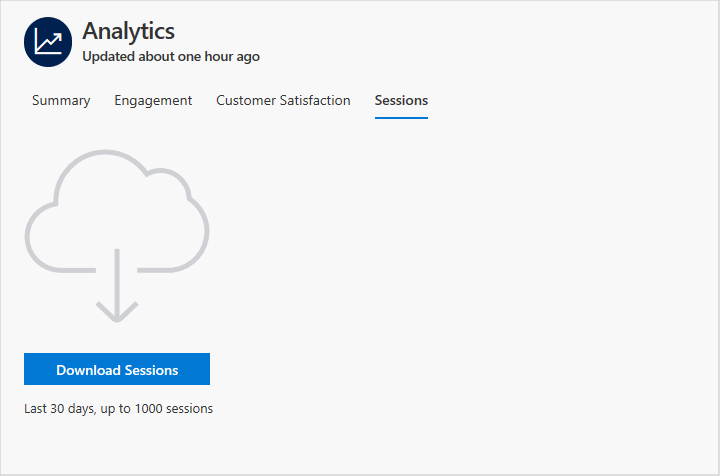 Analytics
Updated about one hour ago
Summary Engagement Customer Satisfaction Sessions
Download Sessions
Last 30 days, up to 1000 sessions